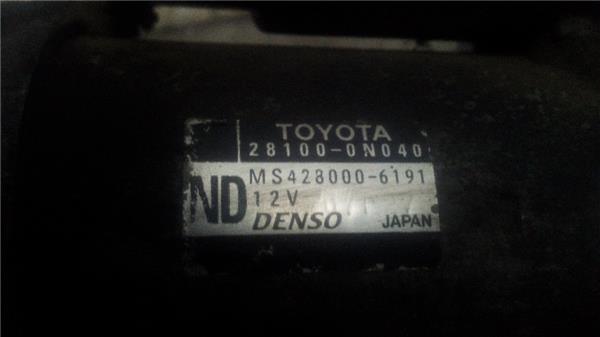 TOYOTA
28100-0N040
ND
MS428000-6191
12V
DENSO
JAPAN